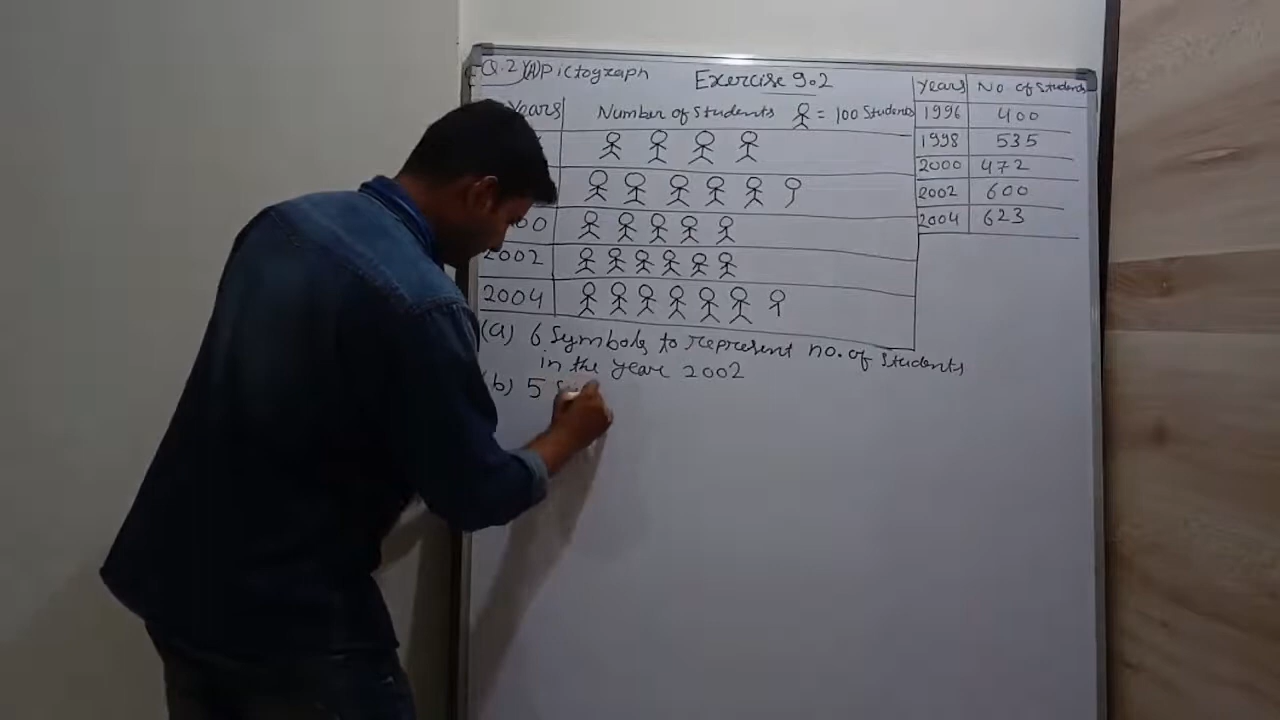 Q.2)(A) Pictograph
Exercise 9.2
Years Number of Students = 100 Students
2002
2004
(a) 6 Symbols to represent no. of students
in the year 2002
(b) 5
Years No. of Students
1996 400
1998 535
2000 472
2002 600
2004 623